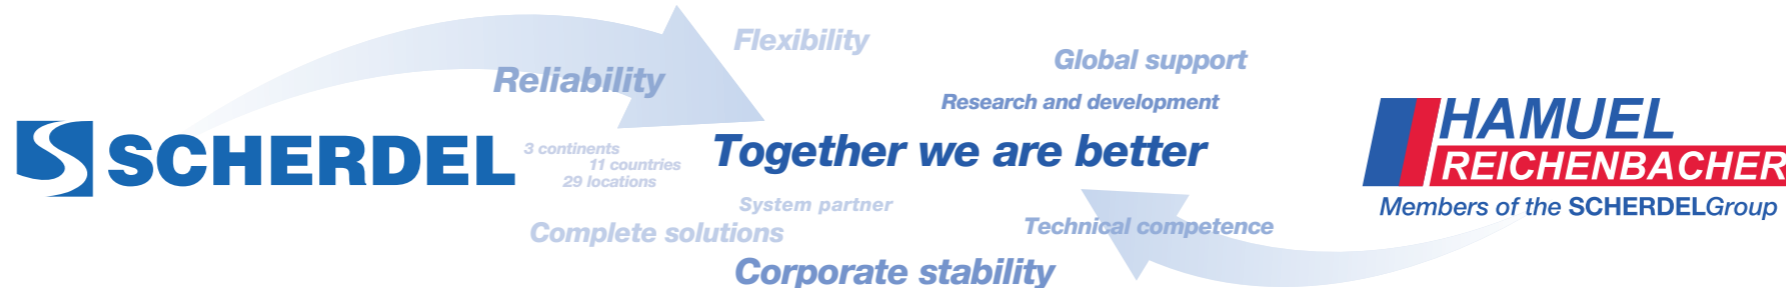 Flexibility
Global support
Reliability
Research and development
SCHERDEL
3 continents
11 countries
29 locations
Together we are better
HAMUEL
REICHENBACHER
Members of the SCHERDELGroup
System partner
Complete solutions
Technical competence
Corporate stability